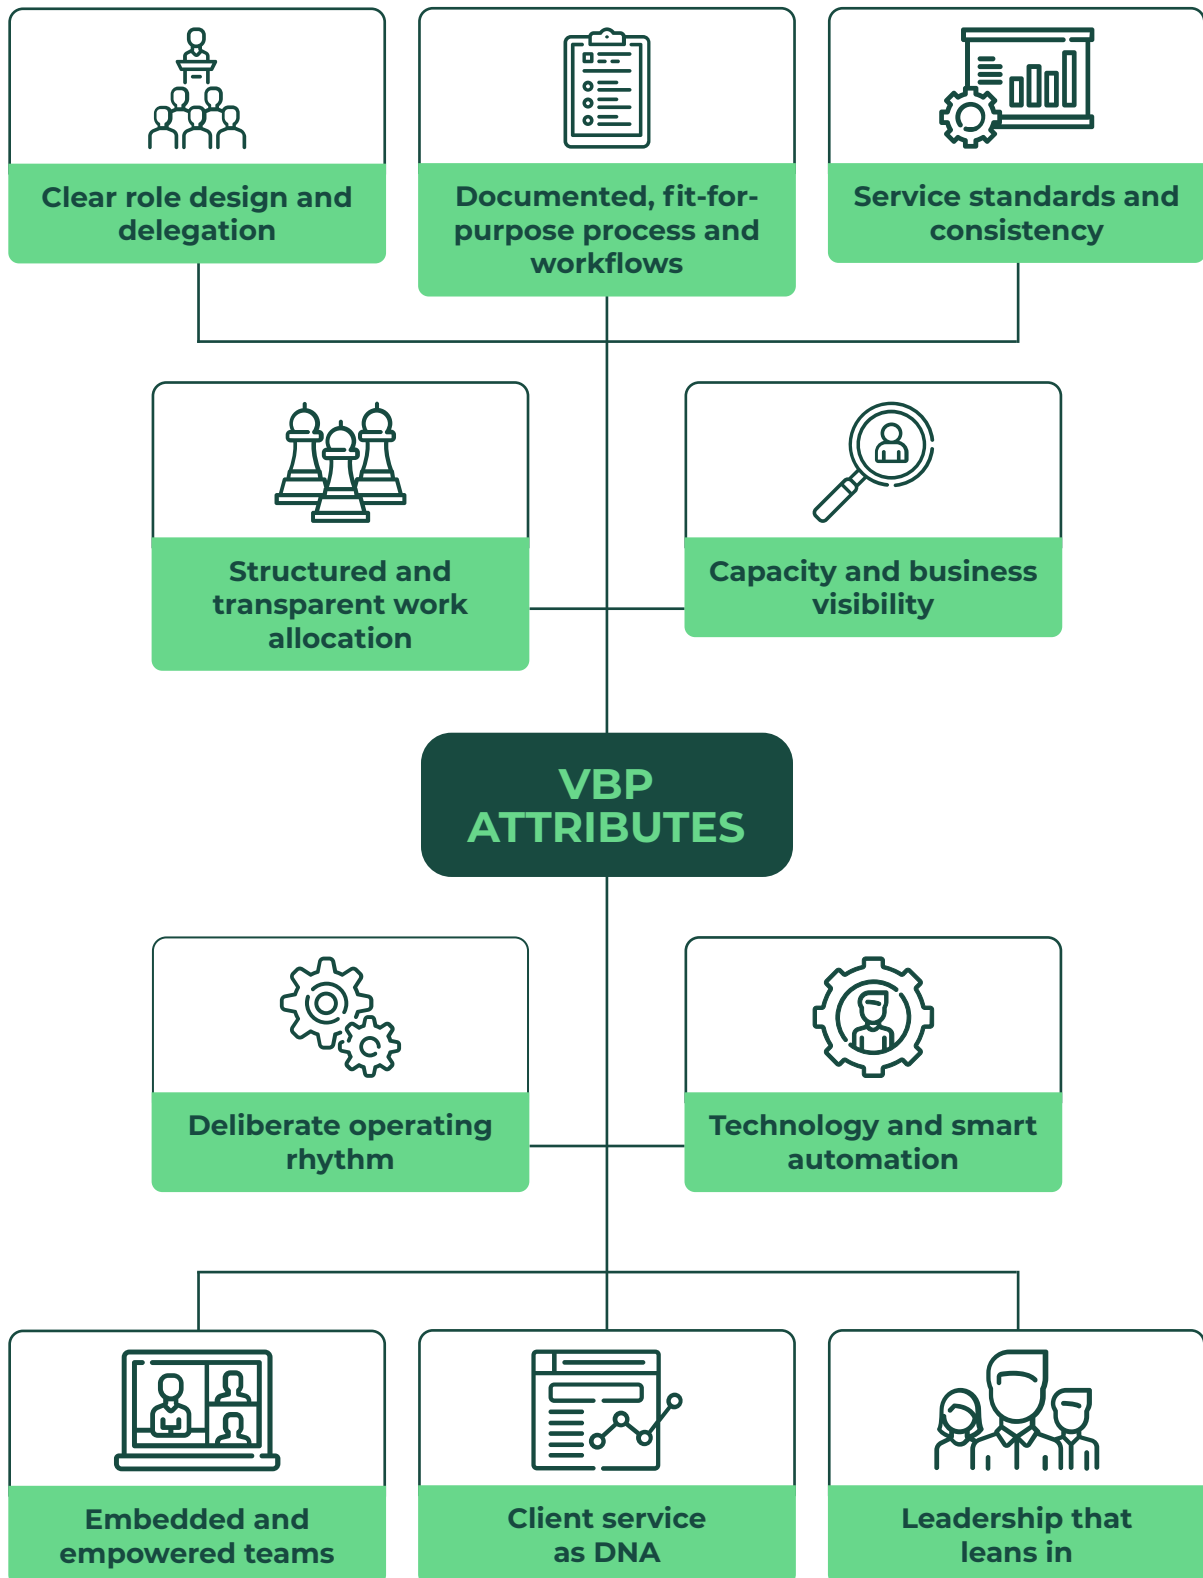 Clear role design and
delegation
Documented, fit-for-
purpose process and
workflows
Service standards and
consistency
Structured and
transparent work
allocation
Capacity and business
visibility
VBP
ATTRIBUTES
Deliberate operating
rhythm
Technology and smart
automation
Embedded and
empowered teams
Client service
as DNA
Leadership that
leans in